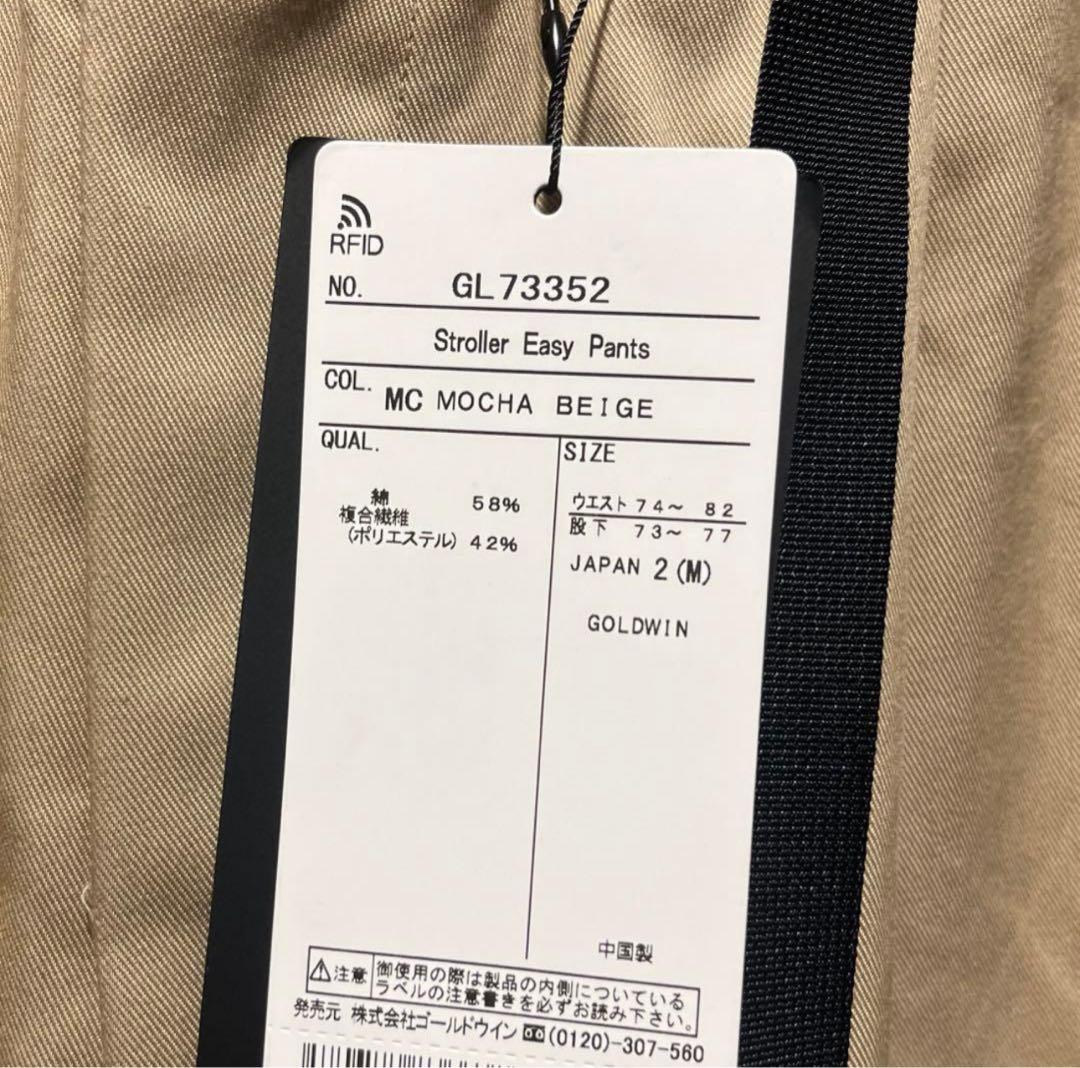 RFID
NO. GL73352
Stroller Easy Pants
COL. MC MOCHA BEIGE
QUAL.
綿 58%
複合繊維
(ポリエステル) 42%
SIZE
ウエスト 74～ 82
股下 73～ 77
JAPAN 2 (M)
GOLDWIN
中国製
注意 御使用の際は製品の内側についている
ラベルの注意書きを必ずお読み下さい。
発売元 株式会社ゴールドウイン (0120)-307-560